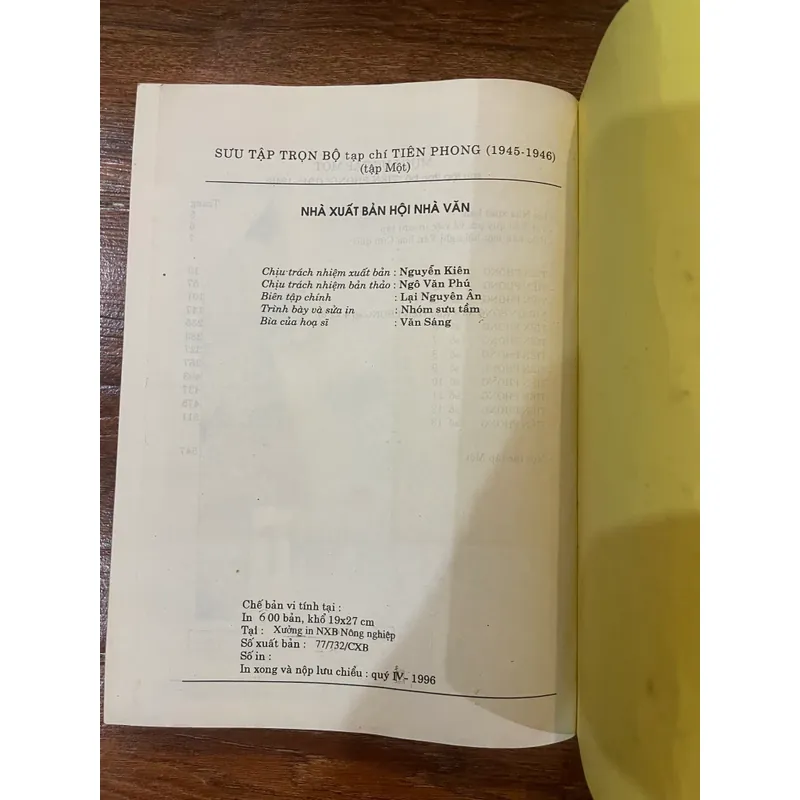 SƯU TẬP TRỌN BỘ tạp chí TIÊN PHONG (1945-1946)
(tập Một)
NHÀ XUẤT BẢN HỘI NHÀ VĂN
Chịu trách nhiệm xuất bản : Nguyễn Kiên
Chịu trách nhiệm bản thảo : Ngô Văn Phú
Biên tập chính : Lại Nguyên Ân
Trình bày và sửa in : Nhóm sưu tầm
Bìa của hoạ sĩ : Văn Sáng
Chế bản vi tính tại :
In 600 bản, khổ 19x27 cm
Tại : Xưởng in NXB Nông nghiệp
Số xuất bản : 77/732/CXB
Số in :
In xong và nộp lưu chiểu : quý IV- 1996